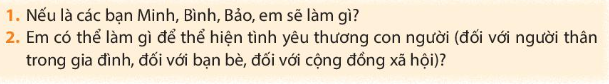 1. Nếu là các bạn Minh, Bình, Bảo, em sẽ làm gì?
2. Em có thể làm gì để thể hiện tình yêu thương con người (đối với người thân
trong gia đình, đối với bạn bè, đối với cộng đồng xã hội)?